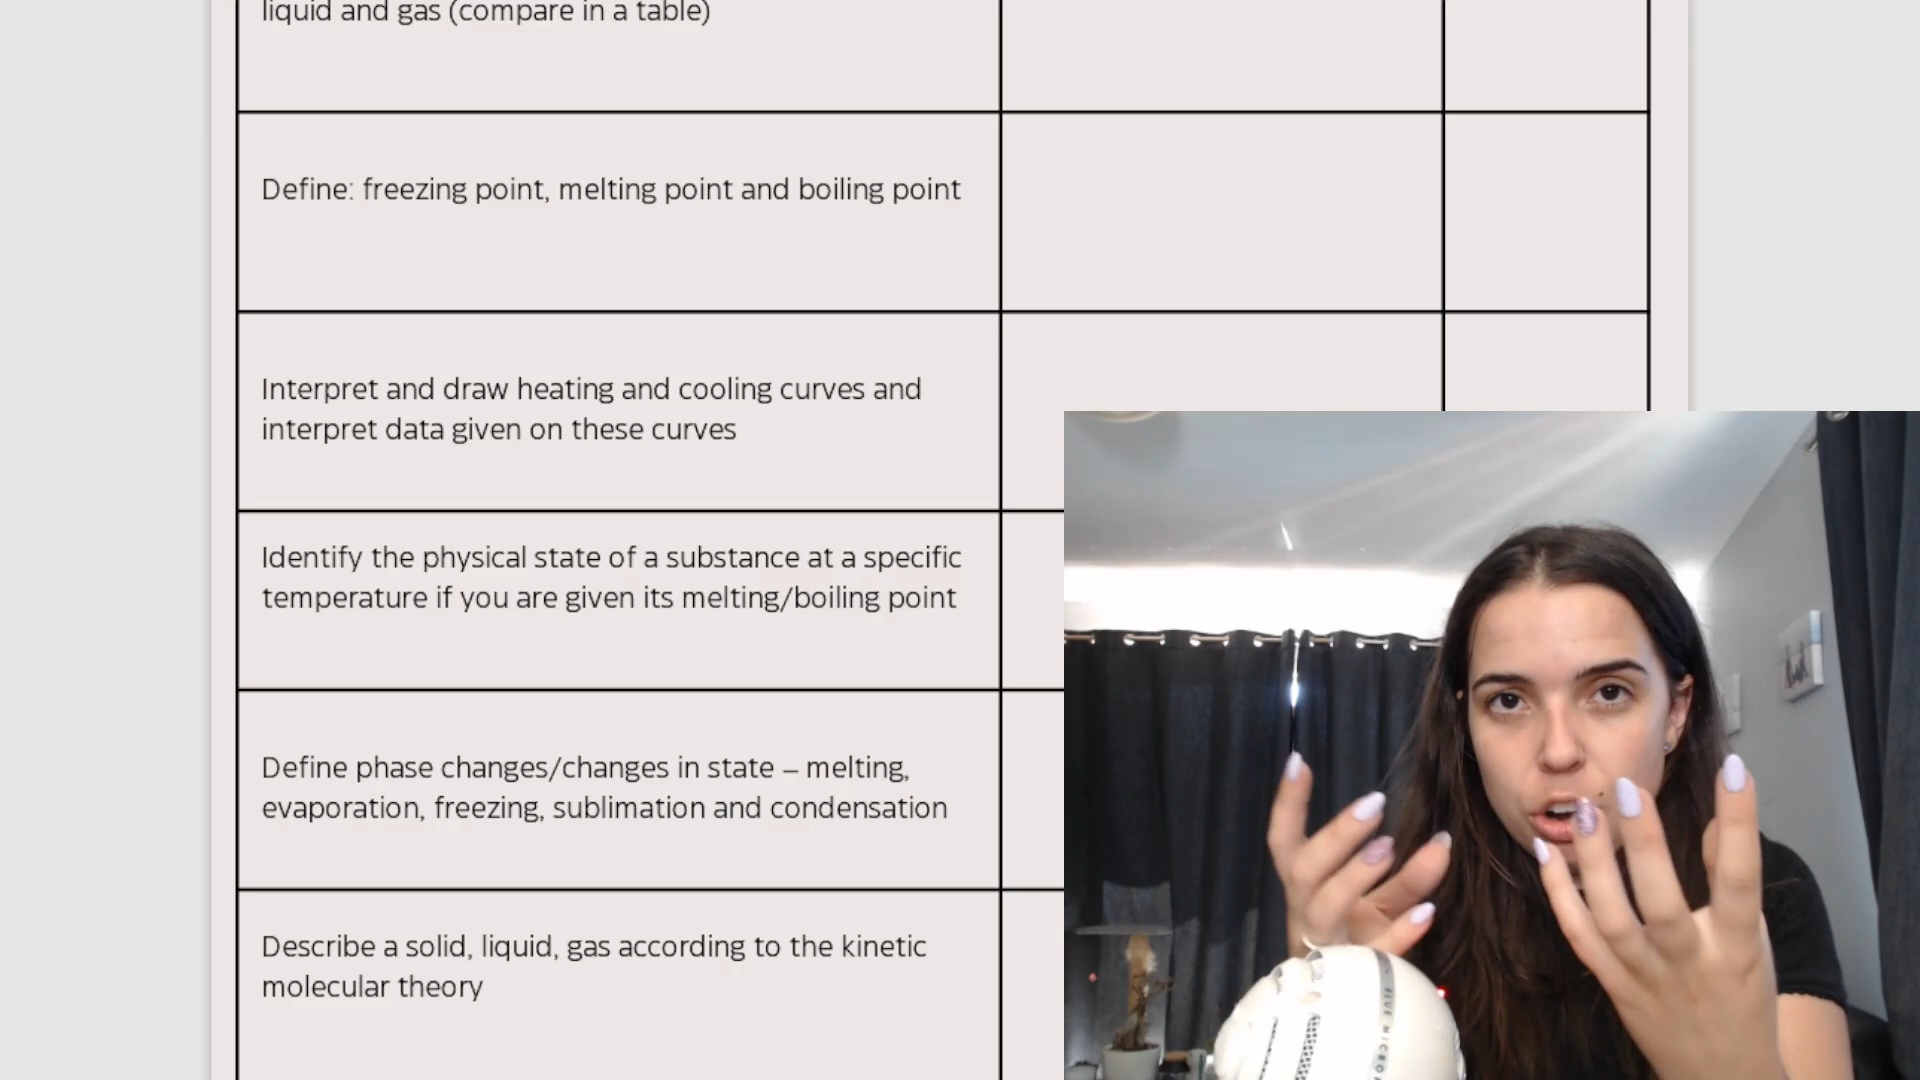 liquid and gas (compare in a table)
Define: freezing point, melting point and boiling point
Interpret and draw heating and cooling curves and
interpret data given on these curves
Identify the physical state of a substance at a specific
temperature if you are given its melting/boiling point
Define phase changes/changes in state – melting,
evaporation, freezing, sublimation and condensation
Describe a solid, liquid, gas according to the kinetic
molecular theory
BLUE MICRO